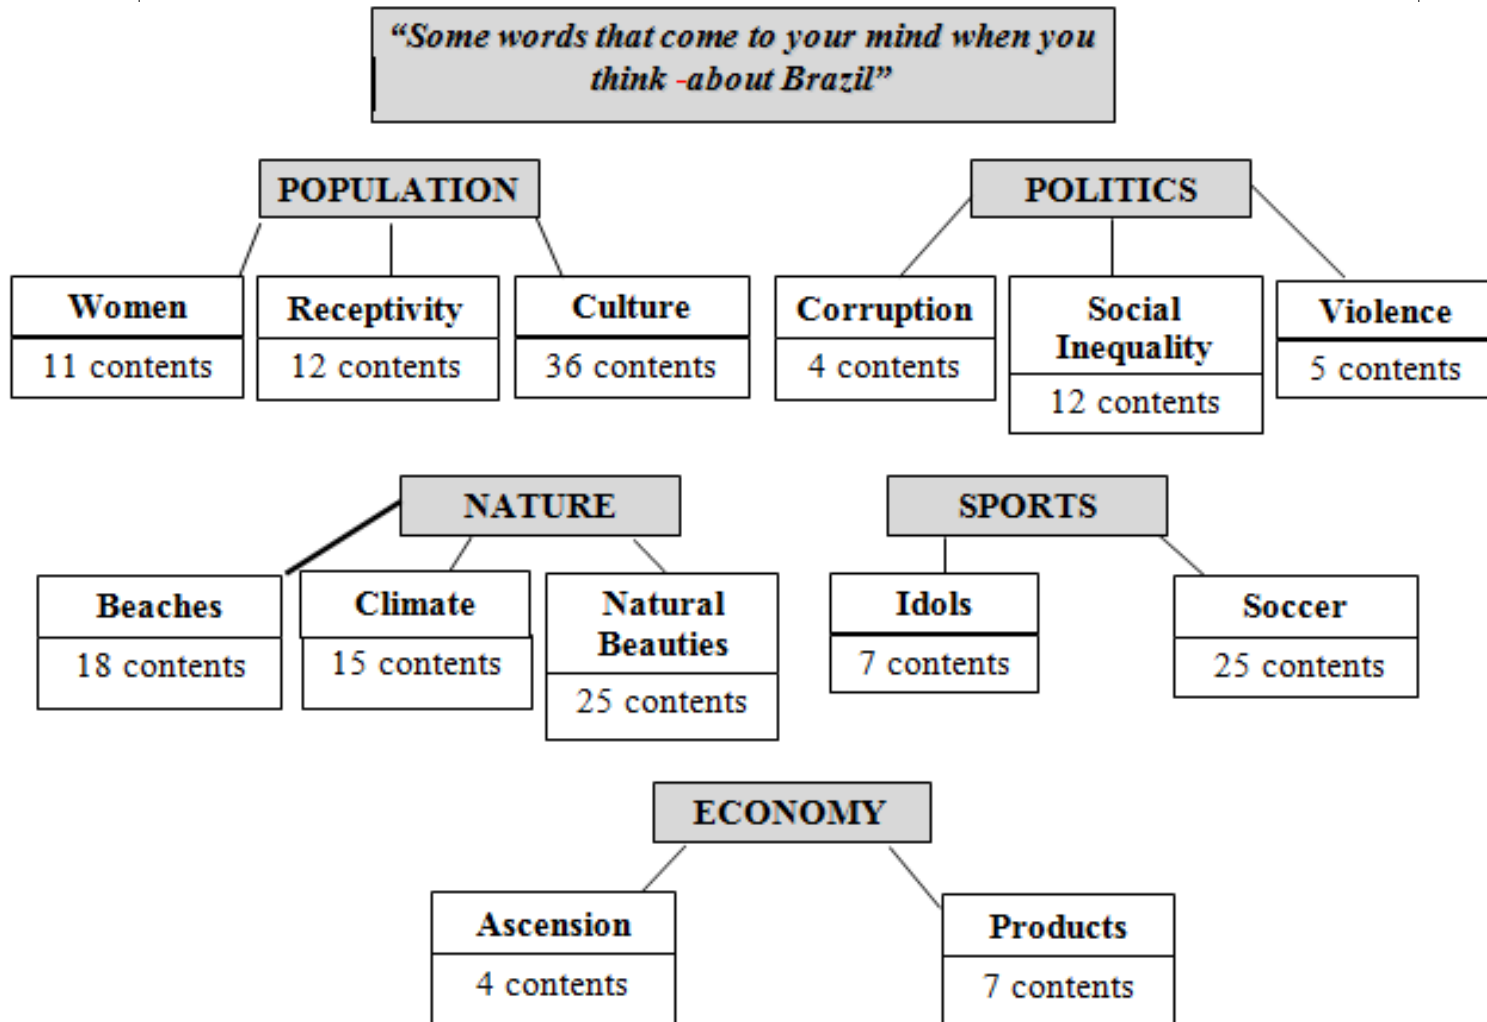 “Some words that come to your mind when you
think -about Brazil”
POPULATION
Women
11 contents
Receptivity
12 contents
Culture
36 contents
POLITICS
Corruption
4 contents
Social
Inequality
12 contents
Violence
5 contents
NATURE
Beaches
18 contents
Climate
15 contents
Natural
Beauties
25 contents
SPORTS
Idols
7 contents
Soccer
25 contents
ECONOMY
Ascension
4 contents
Products
7 contents